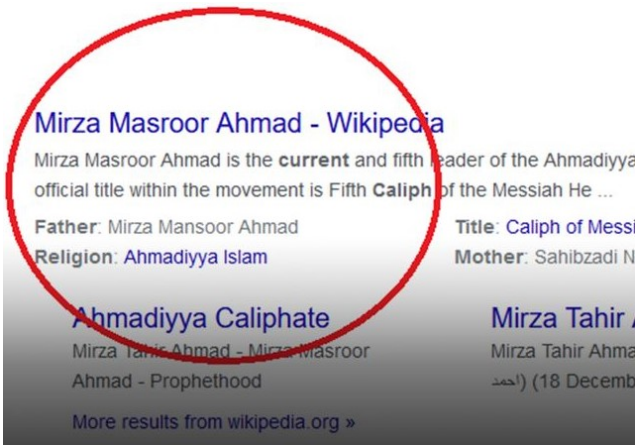 Mirza Masroor Ahmad - Wikipedia
Mirza Masroor Ahmad is the current and fifth leader of the Ahmadiyya
official title within the movement is Fifth Caliph of the Messiah He ...
Father: Mirza Mansoor Ahmad Title: Caliph of Messi
Religion: Ahmadiyya Islam Mother: Sahibzadi N
Ahmadiyya Caliphate Mirza Tahir
Mirza Tahir Ahmad - Mirza Masroor Mirza Tahir Ahma
Ahmad - Prophethood احمد) (18 Decemb
More results from wikipedia.org »